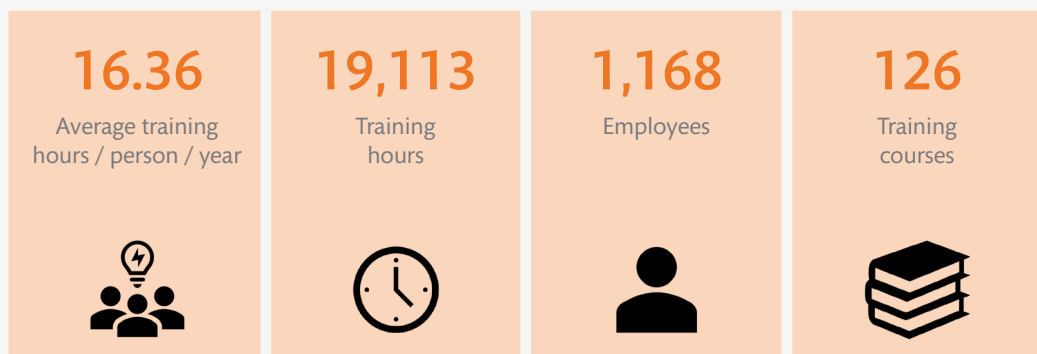 16.36
Average training
hours / person / year
19,113
Training
hours
1,168
Employees
126
Training
courses